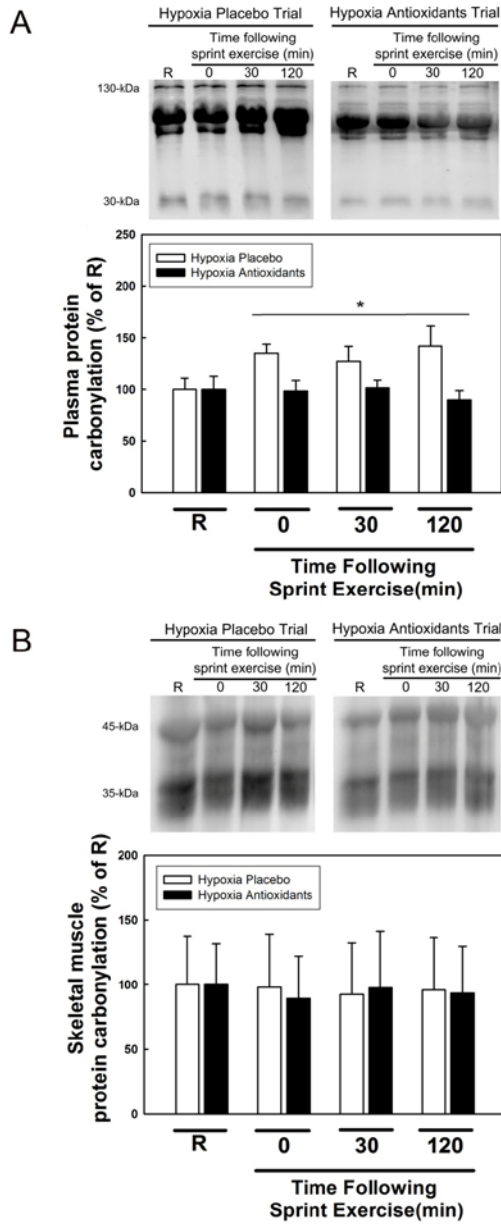 A
Hypoxia Placebo Trial
Hypoxia Antioxidants Trial
Time following
sprint exercise (min)
Time following
sprint exercise (min)
R 0 30 120
R 0 30 120
130-kDa
30-kDa
Plasma protein
carbonylation (% of R)
250
200
150
100
50
0
Hypoxia Placebo
Hypoxia Antioxidants
*
R 0 30 120
Time Following
Sprint Exercise(min)
B
Hypoxia Placebo Trial
Hypoxia Antioxidants Trial
Time following
sprint exercise (min)
Time following
sprint exercise (min)
R 0 30 120
R 0 30 120
45-kDa
35-kDa
Skeletal muscle
protein carbonylation (% of R)
200
150
100
50
0
Hypoxia Placebo
Hypoxia Antioxidants
R 0 30 120
Time Following
Sprint Exercise(min)